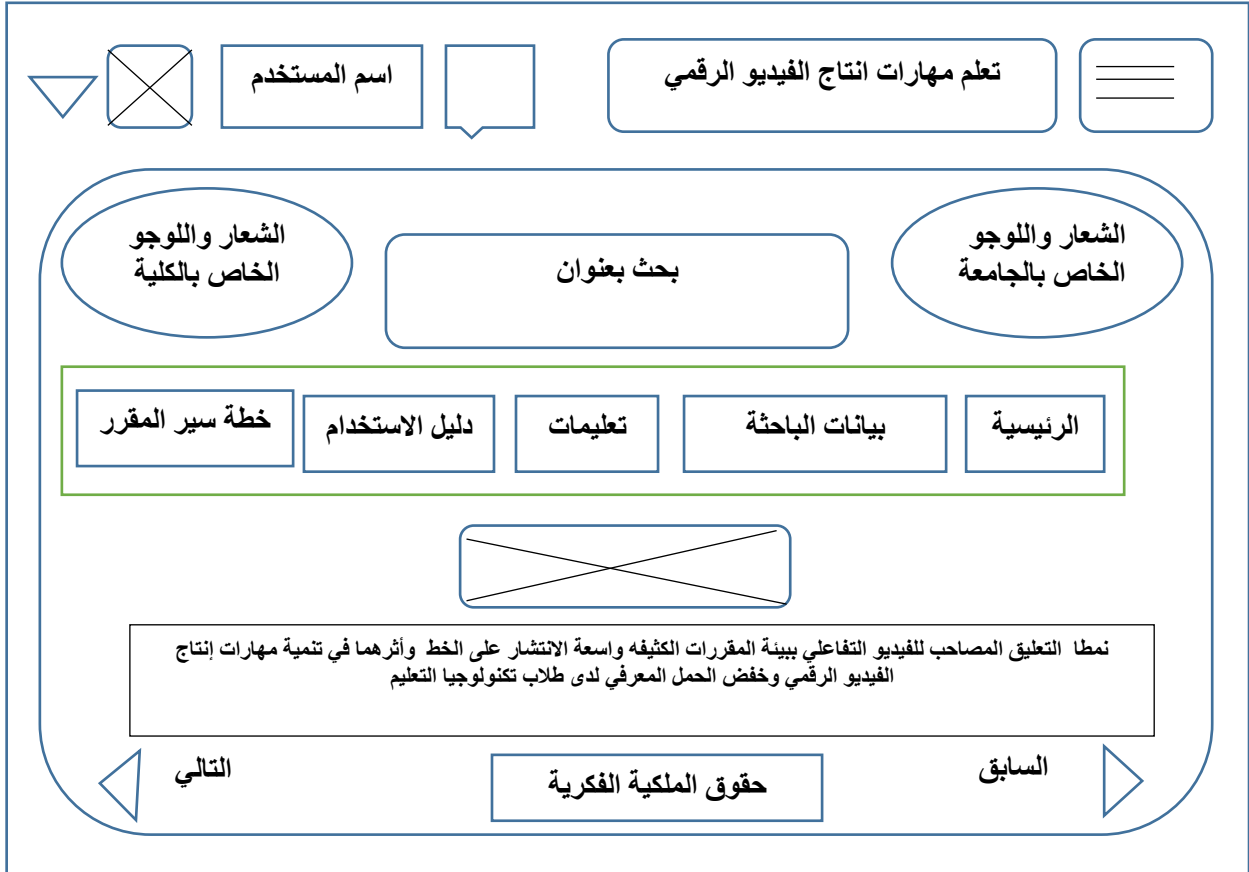 تعلم مهارات انتاج الفيديو الرقمي
اسم المستخدم
الشعار واللوجو
الخاص بالجامعة
بحث بعنوان
الشعار واللوجو
الخاص بالكلية
الرئيسية
بيانات الباحثة
تعليمات
دليل الاستخدام
خطة سير المقرر
نمطا التعليق المصاحب للفيديو التفاعلي ببيئة المقررات الكثيفه واسعة الانتشار على الخط وأثرهما في تنمية مهارات إنتاج
الفيديو الرقمي وخفض الحمل المعرفي لدى طلاب تكنولوجيا التعليم
السابق
حقوق الملكية الفكرية
التالي